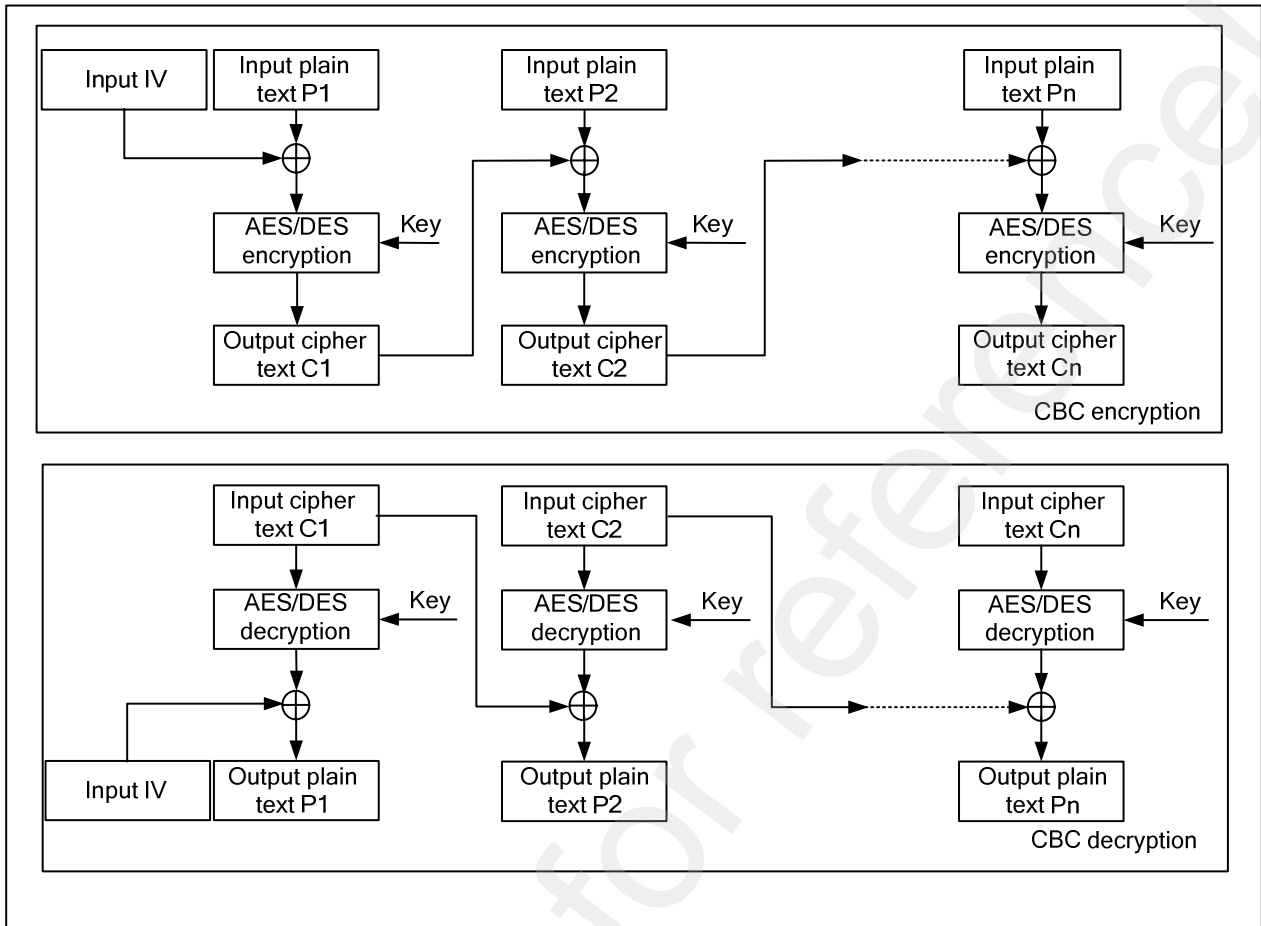 Input IV
Input plain
text P1
Input plain
text P2
Input plain
text Pn
AES/DES
encryption
Key
AES/DES
encryption
Key
AES/DES
encryption
Key
Output cipher
text C1
Output cipher
text C2
Output cipher
text Cn
CBC encryption
Input cipher
text C1
Input cipher
text C2
Input cipher
text Cn
AES/DES
decryption
Key
AES/DES
decryption
Key
AES/DES
decryption
Key
Input IV
Output plain
text P1
Output plain
text P2
Output plain
text Pn
CBC decryption
for reference